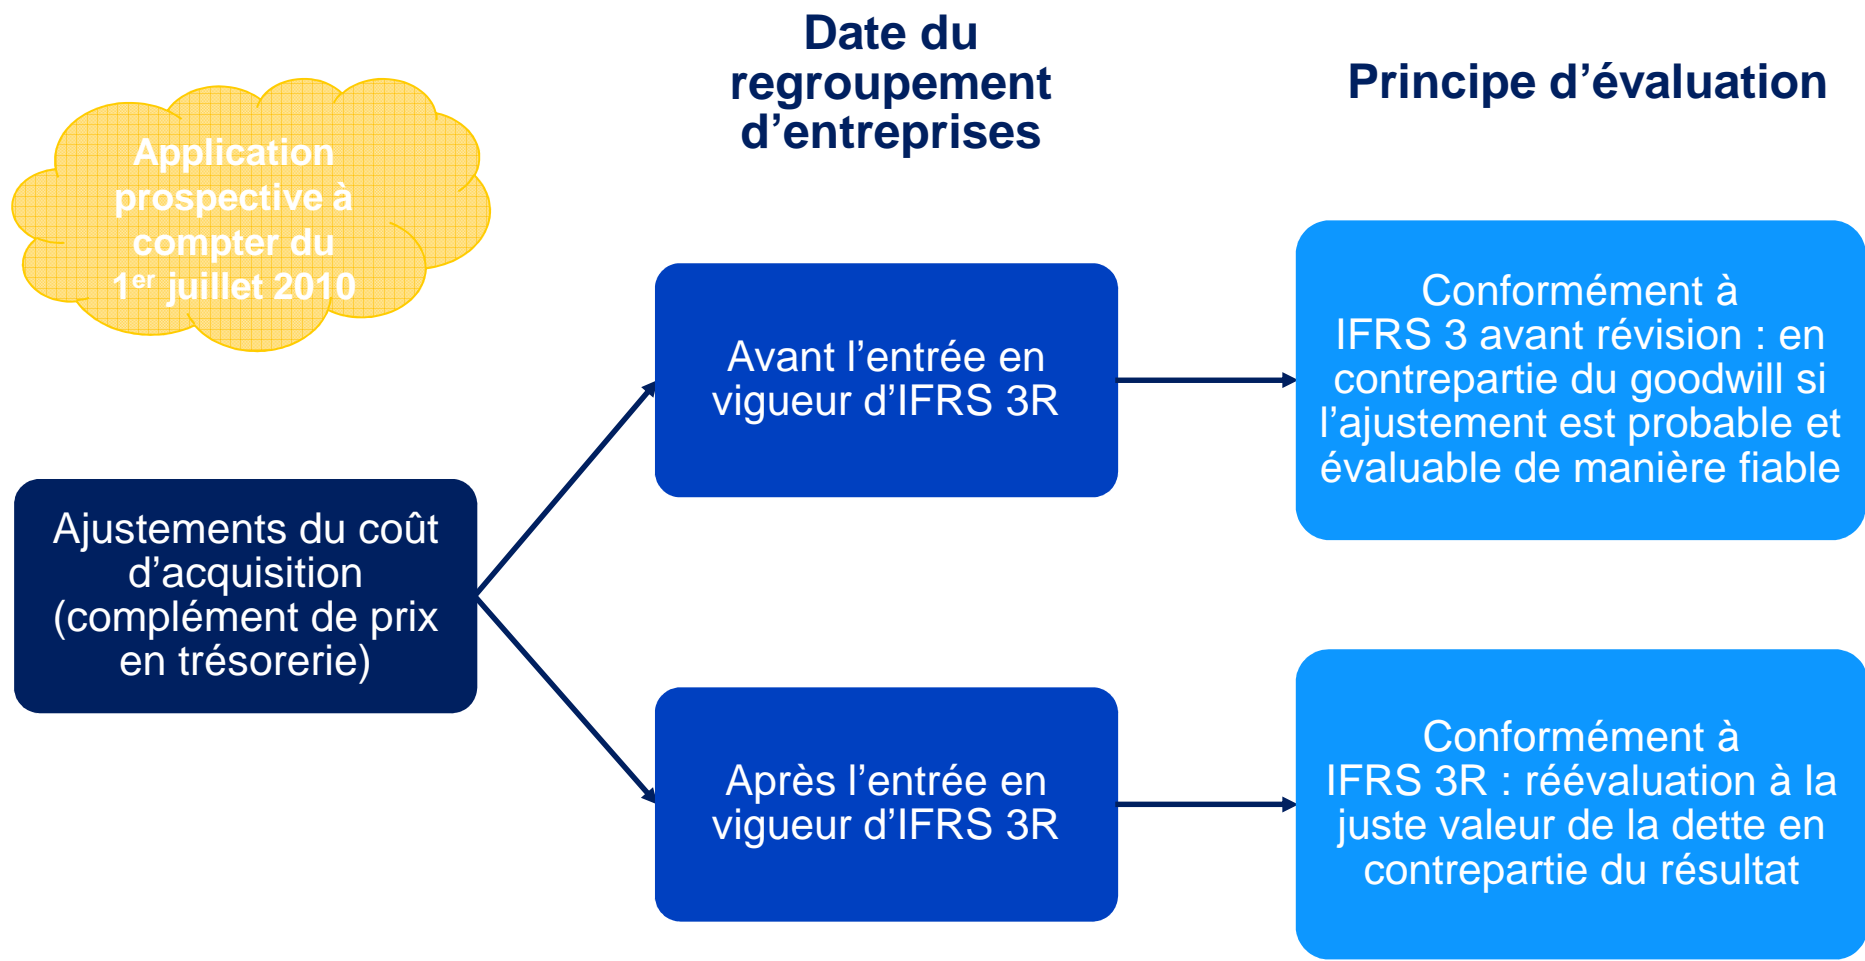 Date du
regroupement
d’entreprises
Principe d’évaluation
Application
prospective à
compter du
1er juillet 2010
Ajustements du coût
d’acquisition
(complément de prix
en trésorerie)
Avant l’entrée en
vigueur d’IFRS 3R
Conformément à
IFRS 3 avant révision : en
contrepartie du goodwill si
l’ajustement est probable et
évaluable de manière fiable
Après l’entrée en
vigueur d’IFRS 3R
Conformément à
IFRS 3R : réévaluation à la
juste valeur de la dette en
contrepartie du résultat